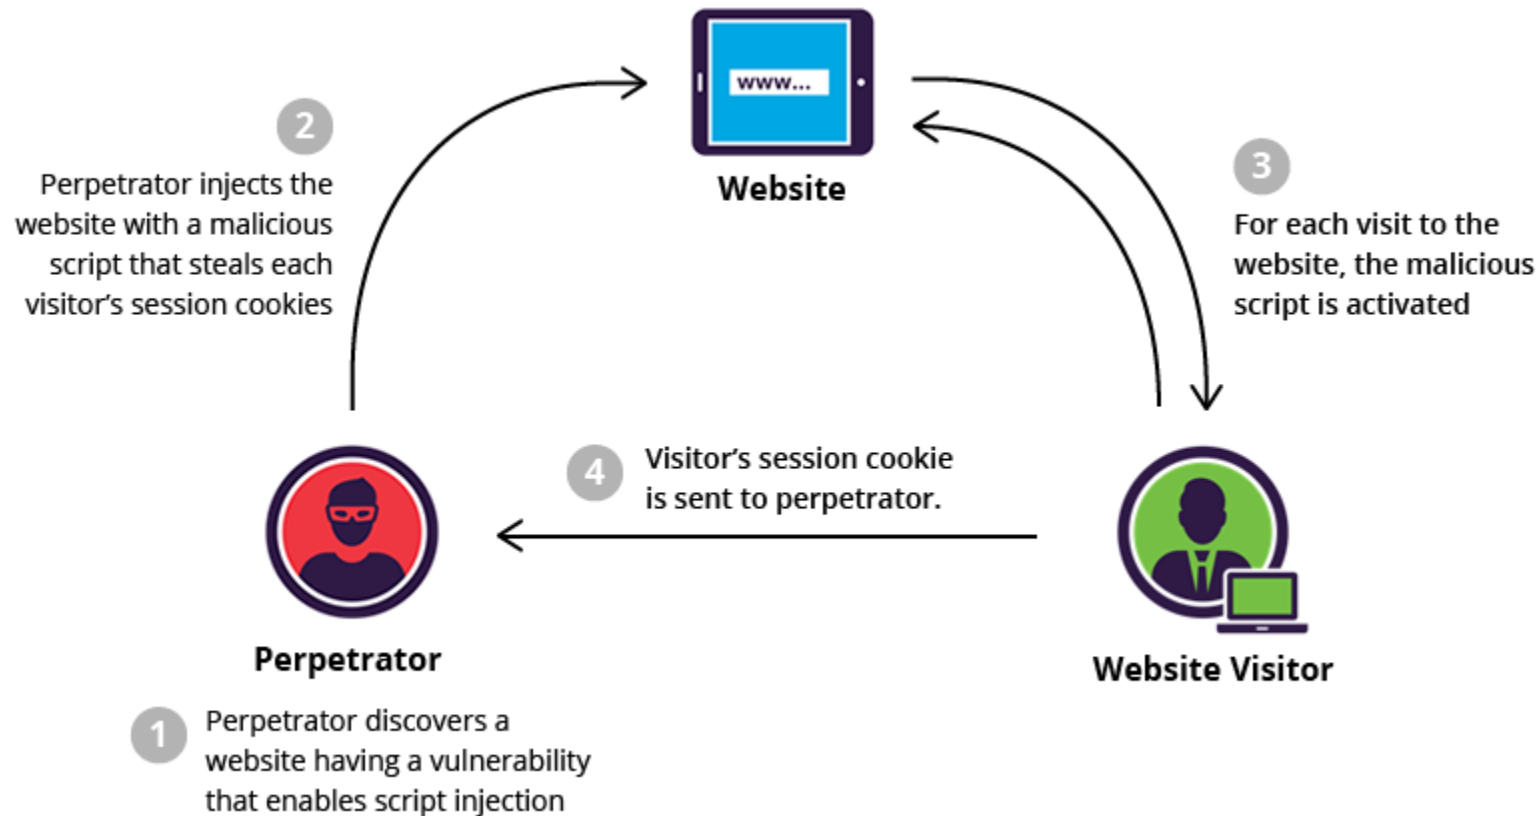 www...
Website
2
Perpetrator injects the
website with a malicious
script that steals each
visitor’s session cookies
3
For each visit to the
website, the malicious
script is activated
4
Visitor’s session cookie
is sent to perpetrator.
Perpetrator
Website Visitor
1
Perpetrator discovers a
website having a vulnerability
that enables script injection